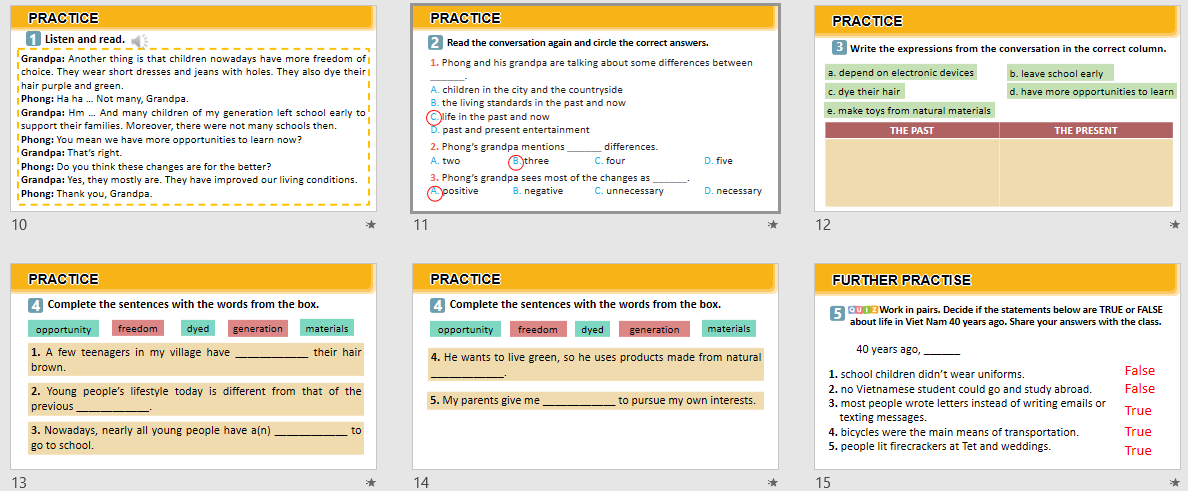 PRACTICE
1 Listen and read.
Grandpa: Another thing is that children nowadays have more freedom of
choice. They wear short dresses and jeans with holes. They also dye their
hair purple and green.
Phong: Ha ha ... Not many, Grandpa.
Grandpa: Hm ... And many children of my generation left school early to
support their families. Moreover, there were not many schools then.
Phong: You mean we have more opportunities to learn now?
Grandpa: That's right.
Phong: Do you think these changes are for the better?
Grandpa: Yes, they mostly are. They have improved our living conditions.
Phong: Thank you, Grandpa.
10
PRACTICE
2 Read the conversation again and circle the correct answers.
1. Phong and his grandpa are talking about some differences between
______.
A. children in the city and the countryside
B. the living standards in the past and now
C. life in the past and now
D. past and present entertainment
2. Phong's grandpa mentions ______ differences.
A. two B. three C. four D. five
3. Phong's grandpa sees most of the changes as ______.
A. positive B. negative C. unnecessary D. necessary
11
PRACTICE
3 Write the expressions from the conversation in the correct column.
a. depend on electronic devices b. leave school early
c. dye their hair d. have more opportunities to learn
e. make toys from natural materials
THE PAST THE PRESENT
12
PRACTICE
4 Complete the sentences with the words from the box.
opportunity freedom dyed generation materials
1. A few teenagers in my village have ____________ their hair
brown.
2. Young people's lifestyle today is different from that of the
previous ____________.
3. Nowadays, nearly all young people have a(n) ____________ to
go to school.
13
PRACTICE
4 Complete the sentences with the words from the box.
opportunity freedom dyed generation materials
4. He wants to live green, so he uses products made from natural
____________.
5. My parents give me ____________ to pursue my own interests.
14
FURTHER PRACTISE
5 QUIZ Work in pairs. Decide if the statements below are TRUE or FALSE
about life in Viet Nam 40 years ago. Share your answers with the class.
40 years ago, ______
1. school children didn't wear uniforms. False
2. no Vietnamese student could go and study abroad. False
3. most people wrote letters instead of writing emails or
texting messages. True
4. bicycles were the main means of transportation. True
5. people lit firecrackers at Tet and weddings. True
15